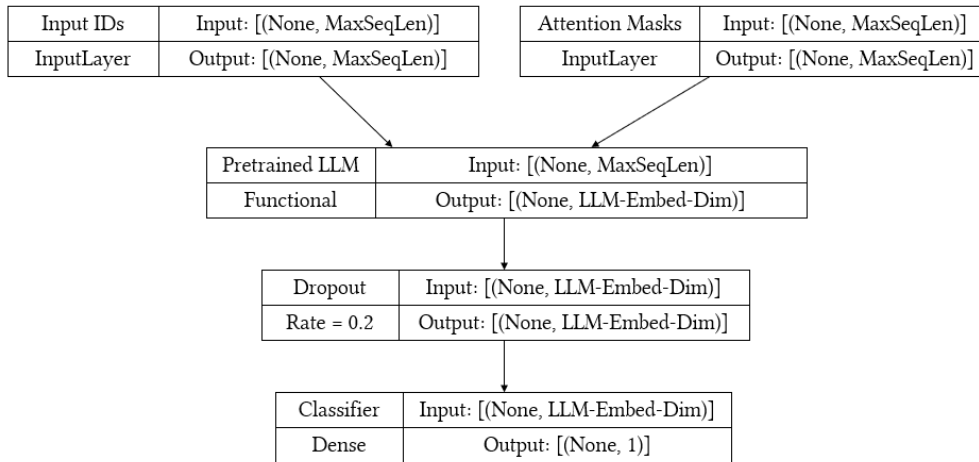 Input IDs Input: [(None, MaxSeqLen)]
InputLayer Output: [(None, MaxSeqLen)]
Attention Masks Input: [(None, MaxSeqLen)]
InputLayer Output: [(None, MaxSeqLen)]
Pretrained LLM Input: [(None, MaxSeqLen)]
Functional Output: [(None, LLM-Embed-Dim)]
Dropout Input: [(None, LLM-Embed-Dim)]
Rate = 0.2 Output: [(None, LLM-Embed-Dim)]
Classifier Input: [(None, LLM-Embed-Dim)]
Dense Output: [(None, 1)]